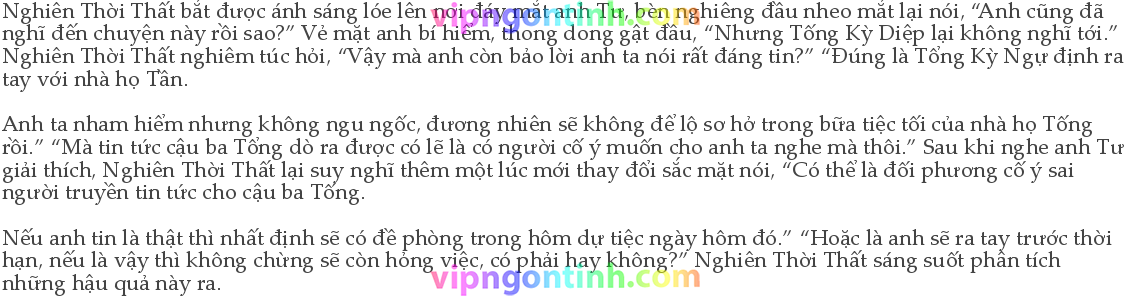 Nghiên Thời Thất bắt được ánh sáng lóe lên nơi đáy mắt anh Tư, bèn nghiêng đầu nheo mắt lại nói, “Anh cũng đã
vipngontinh.com
nghĩ đến chuyện này rồi sao?” Vẻ mặt anh bí hiểm, thong dong gật đầu, “Nhưng Tống Kỳ Diệp lại không nghĩ tới.”
Nghiên Thời Thất nghiêm túc hỏi, “Vậy mà anh còn bảo lời anh ta nói rất đáng tin?” “Đúng là Tổng Kỳ Ngự định ra
tay với nhà họ Tần.
Anh ta nham hiểm nhưng không ngu ngốc, đương nhiên sẽ không để lộ sơ hở trong bữa tiệc tối của nhà họ Tống
rồi.” “Mà tin tức cậu ba Tổng dò ra được có lẽ là có người cố ý muốn cho anh ta nghe mà thôi.” Sau khi nghe anh Tư
giải thích, Nghiên Thời Thất lại suy nghĩ thêm một lúc mới thay đổi sắc mặt nói, “Có thể là đối phương cố ý sai
người truyền tin tức cho cậu ba Tống.
Nếu anh tin là thật thì nhất định sẽ có đề phòng trong hôm dự tiệc ngày hôm đó.” “Hoặc là anh sẽ ra tay trước thời
hạn, nếu là vậy thì không chừng sẽ còn hỏng việc, có phải hay không?” Nghiên Thời Thất sáng suốt phân tích
vipngontinh.com
những hậu quả này ra.